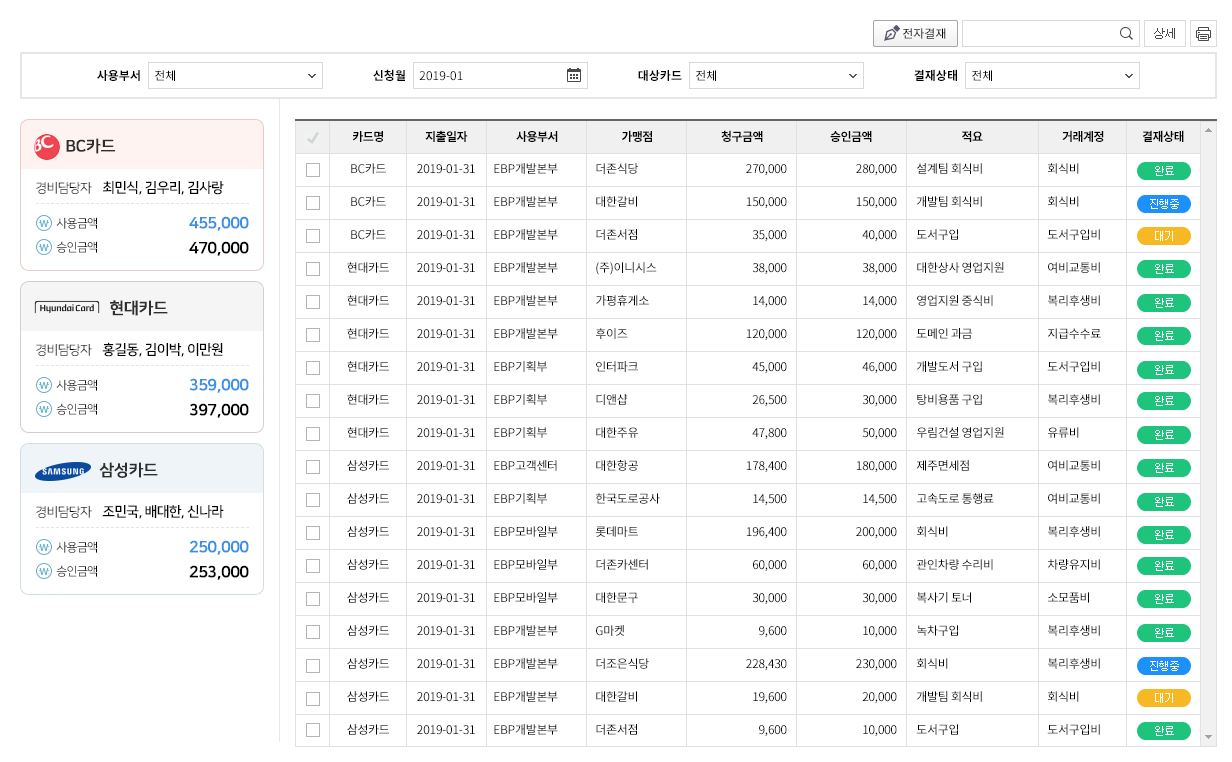 전자결재 상세
사용부서 전체 신청월 2019-01 대상카드 전체 결재상태 전체
BC BC카드
경비담당자 최민식, 김우리, 김사랑
W 사용금액 455,000
W 승인금액 470,000
Hyundai Card 현대카드
경비담당자 홍길동, 김이박, 이만원
W 사용금액 359,000
W 승인금액 397,000
SAMSUNG 삼성카드
경비담당자 조민국, 배대한, 신나라
W 사용금액 250,000
W 승인금액 253,000
카드명 지출일자 사용부서 가맹점 청구금액 승인금액 적요 거래계정 결재상태
BC카드 2019-01-31 EBP개발본부 더존식당 270,000 280,000 설계팀 회식비 회식비 완료
BC카드 2019-01-31 EBP개발본부 대한갈비 150,000 150,000 개발팀 회식비 회식비 진행중
BC카드 2019-01-31 EBP개발본부 더존서점 35,000 40,000 도서구입 도서구입비 대기
현대카드 2019-01-31 EBP개발본부 (주)이니시스 38,000 38,000 대한상사 영업지원 여비교통비 완료
현대카드 2019-01-31 EBP개발본부 가평휴게소 14,000 14,000 영업지원 중식비 복리후생비 완료
현대카드 2019-01-31 EBP개발본부 후이즈 120,000 120,000 도메인 과금 지급수수료 완료
현대카드 2019-01-31 EBP기획부 인터파크 45,000 46,000 개발도서 구입 도서구입비 완료
현대카드 2019-01-31 EBP기획부 디앤샵 26,500 30,000 탕비용품 구입 복리후생비 완료
현대카드 2019-01-31 EBP기획부 대한주유 47,800 50,000 우림건설 영업지원 유류비 완료
삼성카드 2019-01-31 EBP고객센터 대한항공 178,400 180,000 제주면세점 여비교통비 완료
삼성카드 2019-01-31 EBP기획부 한국도로공사 14,500 14,500 고속도로 통행료 여비교통비 완료
삼성카드 2019-01-31 EBP모바일부 롯데마트 196,400 200,000 회식비 복리후생비 완료
삼성카드 2019-01-31 EBP모바일부 더존카센터 60,000 60,000 관인차량 수리비 차량유지비 완료
삼성카드 2019-01-31 EBP모바일부 대한문구 30,000 30,000 복사기 토너 소모품비 완료
삼성카드 2019-01-31 EBP개발본부 G마켓 9,600 10,000 녹차구입 복리후생비 완료
삼성카드 2019-01-31 EBP개발본부 더조은식당 228,430 230,000 회식비 복리후생비 진행중
삼성카드 2019-01-31 EBP개발본부 대한갈비 19,600 20,000 개발팀 회식비 회식비 대기
삼성카드 2019-01-31 EBP개발본부 더존서점 9,600 10,000 도서구입 도서구입비 완료